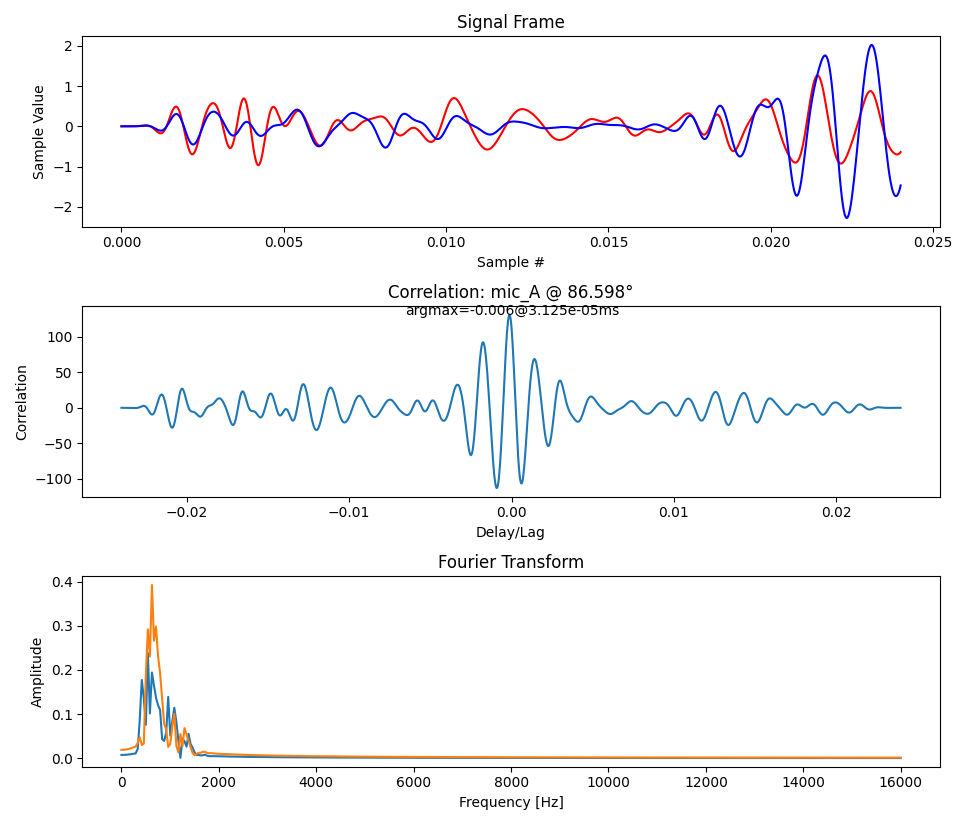 Signal Frame
2
1
0
−1
−2
Sample Value
0.000 0.005 0.010 0.015 0.020 0.025
Sample #
Correlation: mic_A @ 86.598°
argmax=-0.006@3.125e-05ms
100
50
0
−50
−100
Correlation
−0.02 −0.01 0.00 0.01 0.02
Delay/Lag
Fourier Transform
0.4
0.3
0.2
0.1
0.0
Amplitude
0 2000 4000 6000 8000 10000 12000 14000 16000
Frequency [Hz]